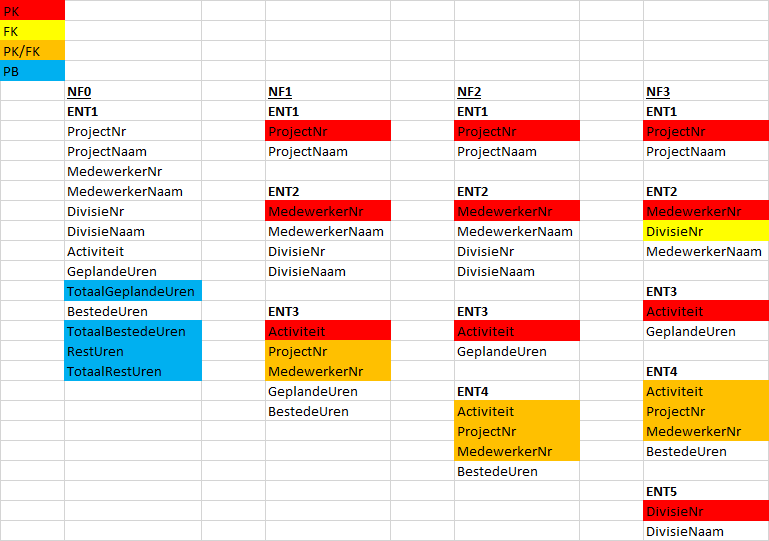 PK
FK
PK/FK
PB
NF0
ENT1
ProjectNr
ProjectNaam
MedewerkerNr
MedewerkerNaam
DivisieNr
DivisieNaam
Activiteit
GeplandeUren
TotaalGeplandeUren
BestedeUren
TotaalBestedeUren
RestUren
TotaalRestUren
NF1
ENT1
ProjectNr
ProjectNaam
ENT2
MedewerkerNr
MedewerkerNaam
DivisieNr
DivisieNaam
ENT3
Activiteit
ProjectNr
MedewerkerNr
GeplandeUren
BestedeUren
NF2
ENT1
ProjectNr
ProjectNaam
ENT2
MedewerkerNr
MedewerkerNaam
DivisieNr
DivisieNaam
ENT3
Activiteit
GeplandeUren
ENT4
Activiteit
ProjectNr
MedewerkerNr
BestedeUren
NF3
ENT1
ProjectNr
ProjectNaam
ENT2
MedewerkerNr
DivisieNr
MedewerkerNaam
ENT3
Activiteit
GeplandeUren
ENT4
Activiteit
ProjectNr
MedewerkerNr
BestedeUren
ENT5
DivisieNr
DivisieNaam